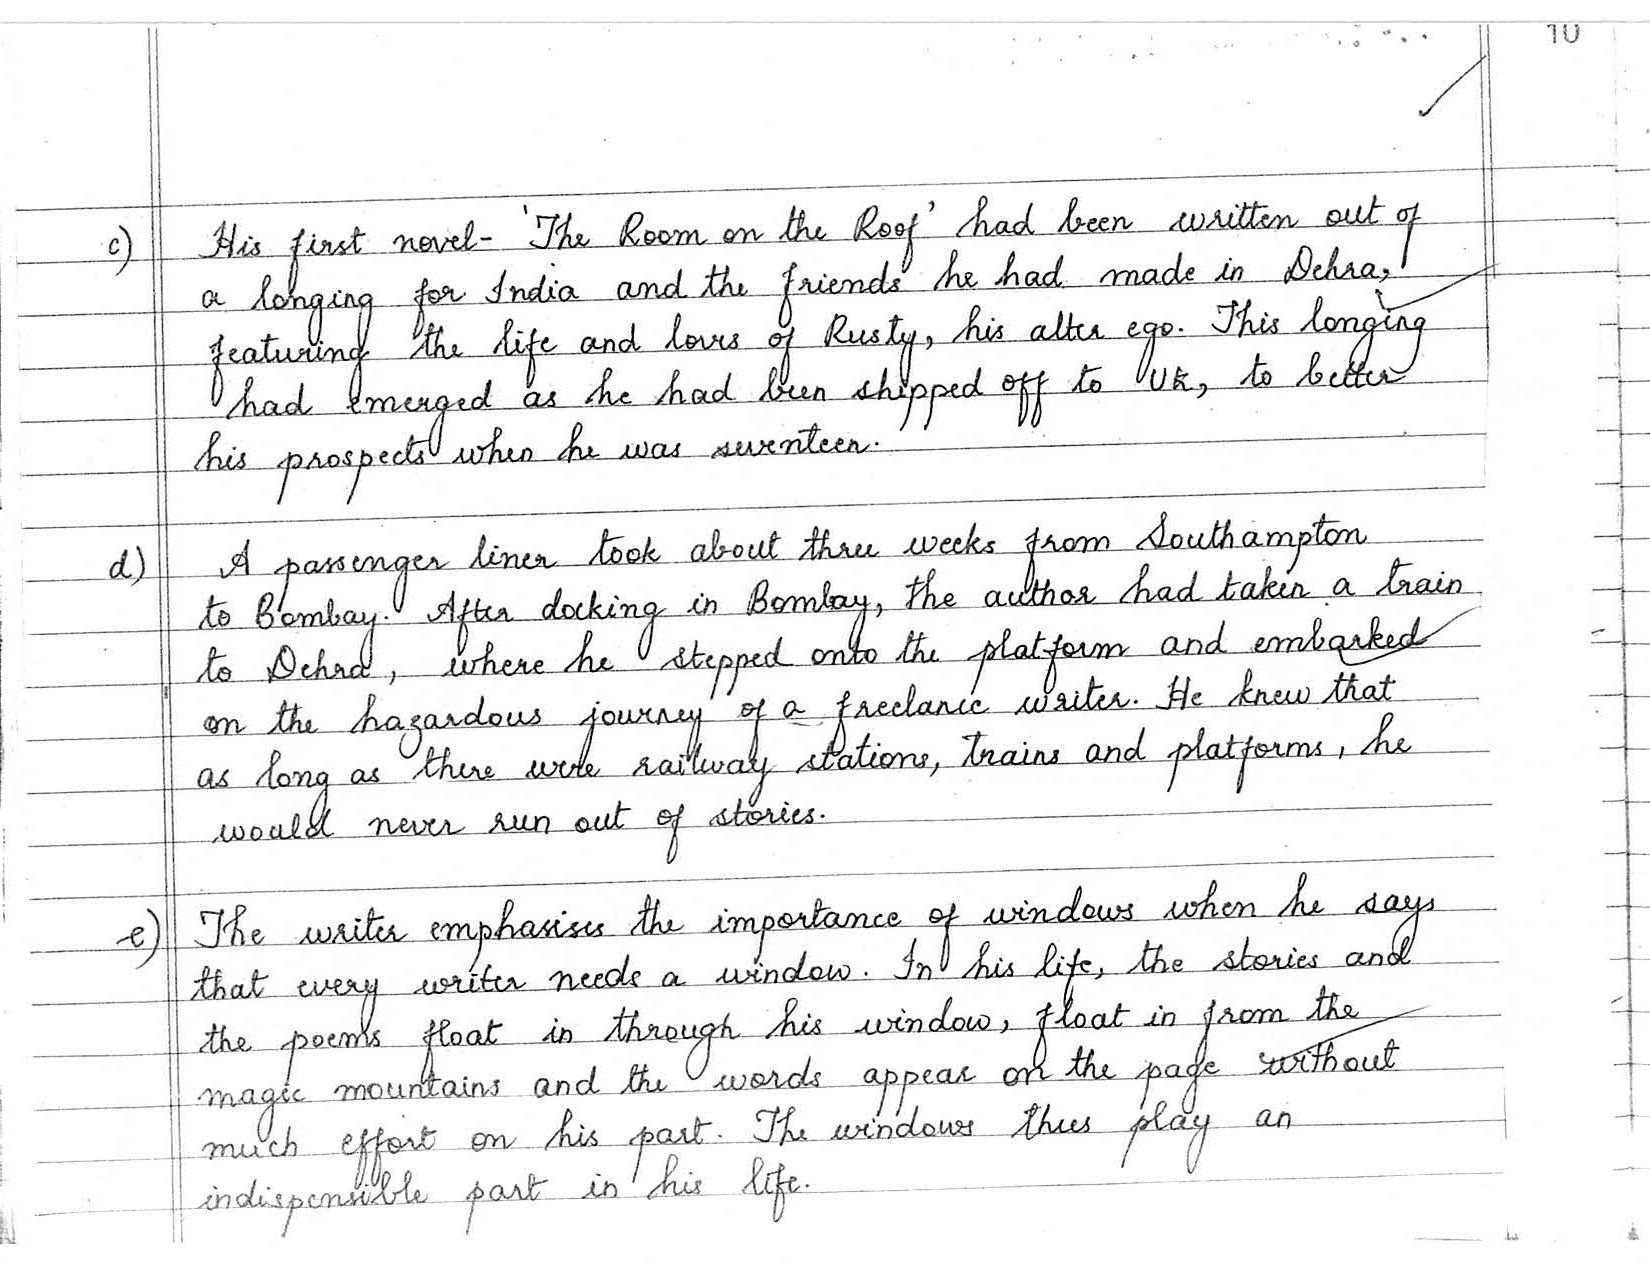 10
c) His first novel- 'The Room on the Roof' had been written out of
a longing for India and the friends he had made in Dehra,
featuring the life and loves of Rusty, his alter ego. This longing
had emerged as he had been shipped off to UK, to better
his prospects when he was seventeen.
d) A passenger liner took about three weeks from Southampton
to Bombay. After docking in Bombay, the author had taken a train
to Dehra, where he stepped onto the platform and embarked
on the hazardous journey of a freelance writer. He knew that
as long as there were railway stations, trains and platforms, he
would never run out of stories.
e) The writer emphasises the importance of windows when he says
that every writer needs a window. In his life, the stories and
the poems float in through his window, float in from the
magic mountains and the words appear on the page without
much effort on his part. The windows thus play an
indispensible part in his life.